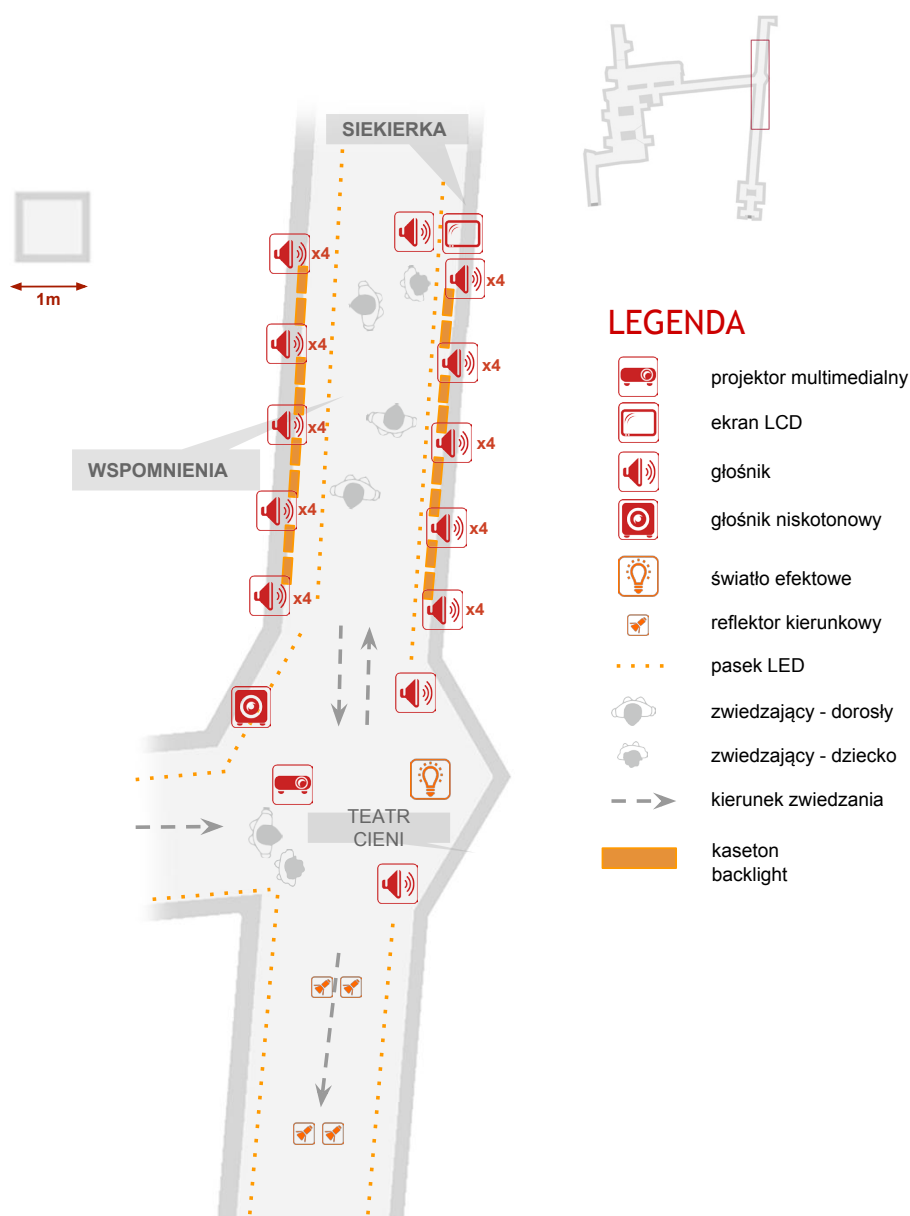 SIEKIERKA
1m
x4
x4
x4
x4
x4
x4
x4
x4
x4
x4
WSPOMNIENIA
TEATR
CIENI
LEGENDA
projektor multimedialny
ekran LCD
głośnik
głośnik niskotonowy
światło efektowe
reflektor kierunkowy
pasek LED
zwiedzający - dorosły
zwiedzający - dziecko
kierunek zwiedzania
kaseton
backlight